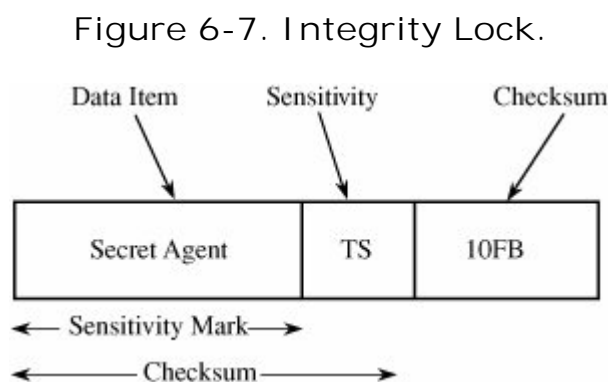 Figure 6-7. Integrity Lock.
Data Item Sensitivity Checksum
Secret Agent TS 10FB
Sensitivity Mark
Checksum